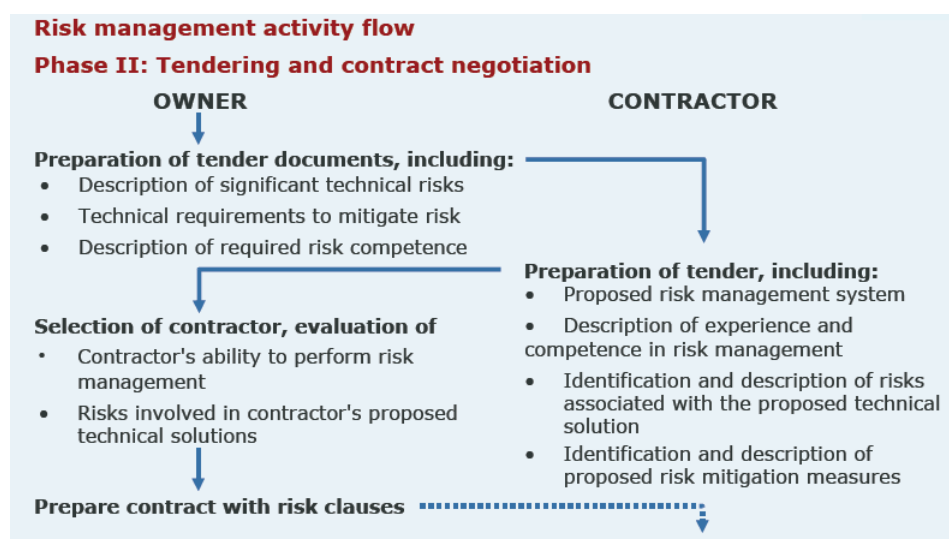 Risk management activity flow
Phase II: Tendering and contract negotiation
OWNER
CONTRACTOR
Preparation of tender documents, including:
• Description of significant technical risks
• Technical requirements to mitigate risk
• Description of required risk competence
Preparation of tender, including:
• Proposed risk management system
• Description of experience and
competence in risk management
• Identification and description of risks
associated with the proposed technical
solution
• Identification and description of
proposed risk mitigation measures
Selection of contractor, evaluation of
• Contractor's ability to perform risk
management
• Risks involved in contractor's proposed
technical solutions
Prepare contract with risk clauses